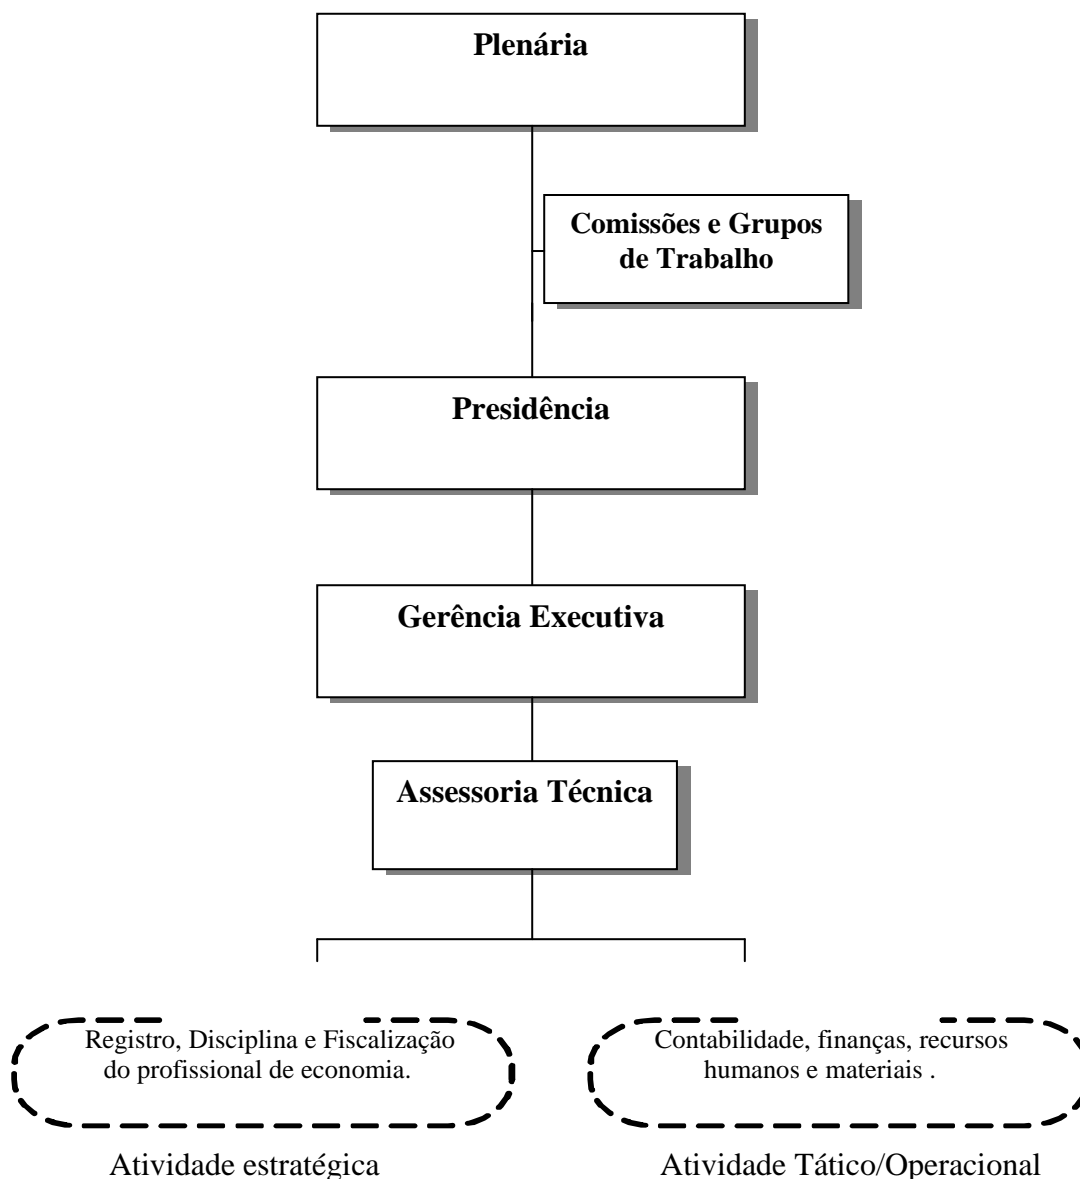 Plenária
Comissões e Grupos
de Trabalho
Presidência
Gerência Executiva
Assessoria Técnica
Registro, Disciplina e Fiscalização
do profissional de economia.
Contabilidade, finanças, recursos
humanos e materiais .
Atividade estratégica
Atividade Tático/Operacional